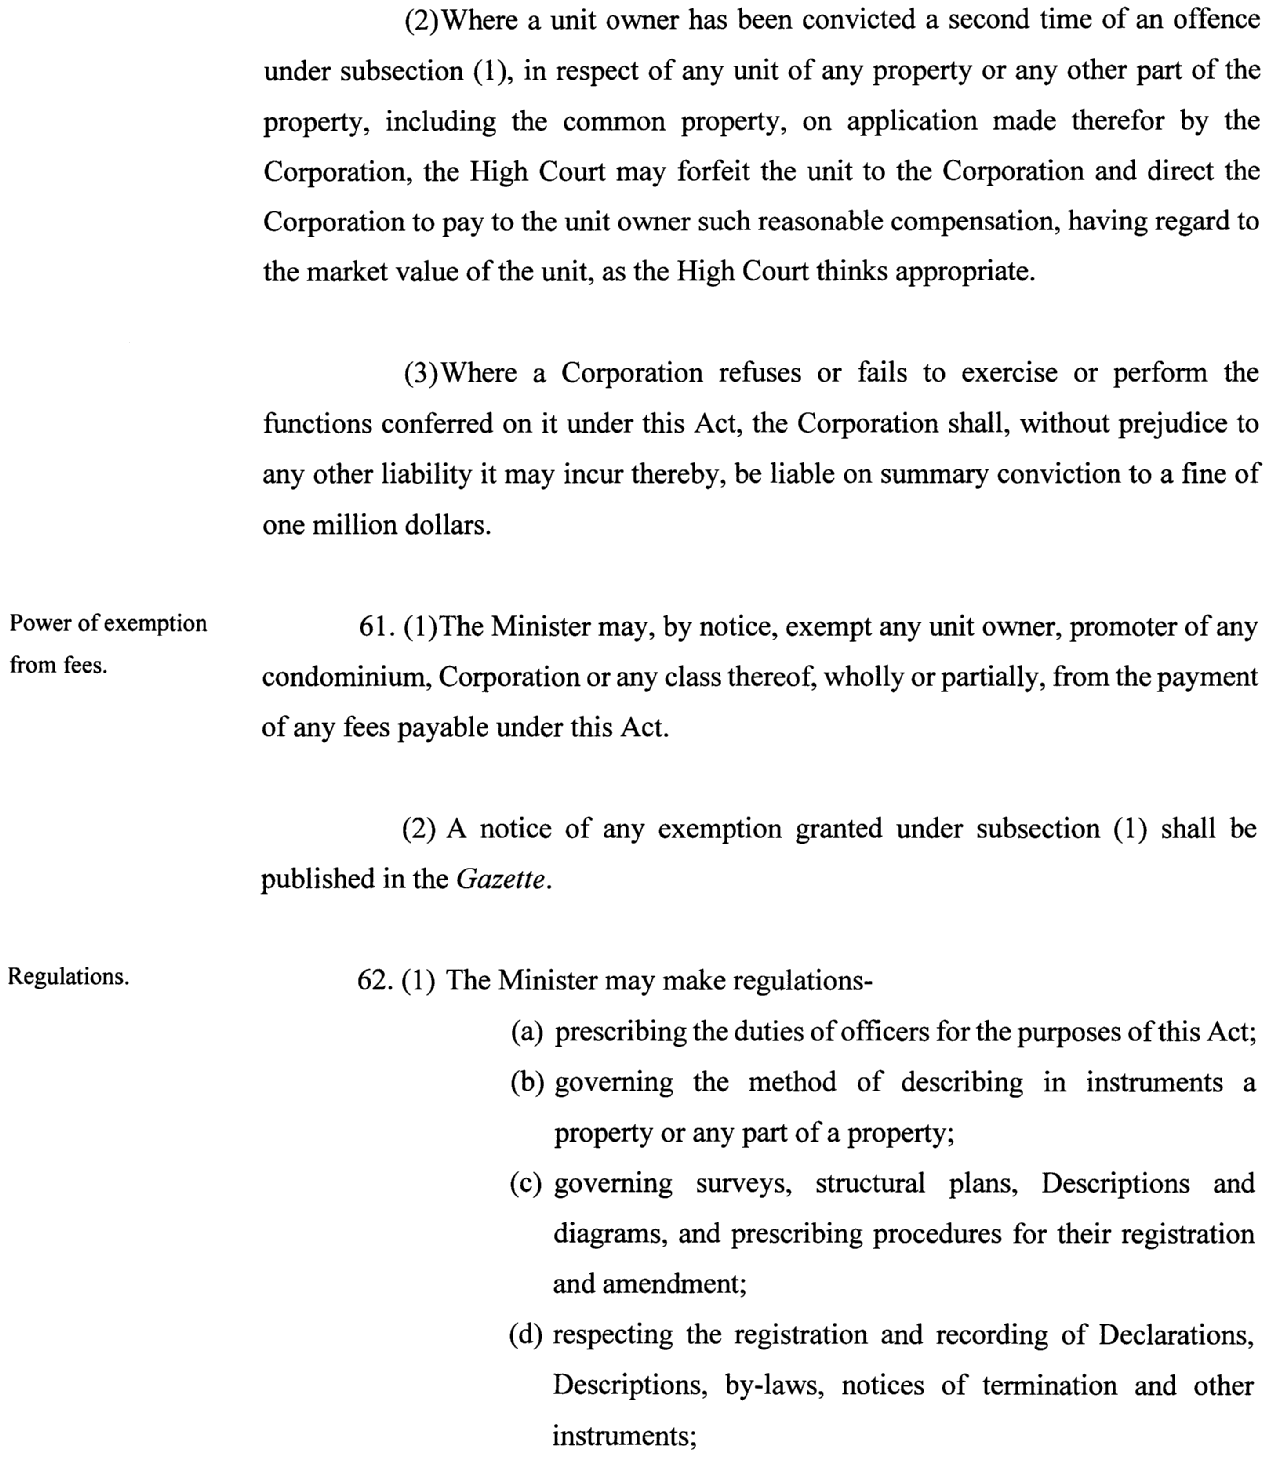 (2)Where a unit owner has been convicted a second time of an offence
under subsection (1), in respect of any unit of any property or any other part of the
property, including the common property, on application made therefor by the
Corporation, the High Court may forfeit the unit to the Corporation and direct the
Corporation to pay to the unit owner such reasonable compensation, having regard to
the market value of the unit, as the High Court thinks appropriate.
(3)Where a Corporation refuses or fails to exercise or perform the
functions conferred on it under this Act, the Corporation shall, without prejudice to
any other liability it may incur thereby, be liable on summary conviction to a fine of
one million dollars.
Power of exemption
from fees.
61. (1)The Minister may, by notice, exempt any unit owner, promoter of any
condominium, Corporation or any class thereof, wholly or partially, from the payment
of any fees payable under this Act.
(2) A notice of any exemption granted under subsection (1) shall be
published in the Gazette.
Regulations.
62. (1) The Minister may make regulations-
(a) prescribing the duties of officers for the purposes of this Act;
(b) governing the method of describing in instruments a
property or any part of a property;
(c) governing surveys, structural plans, Descriptions and
diagrams, and prescribing procedures for their registration
and amendment;
(d) respecting the registration and recording of Declarations,
Descriptions, by-laws, notices of termination and other
instruments;